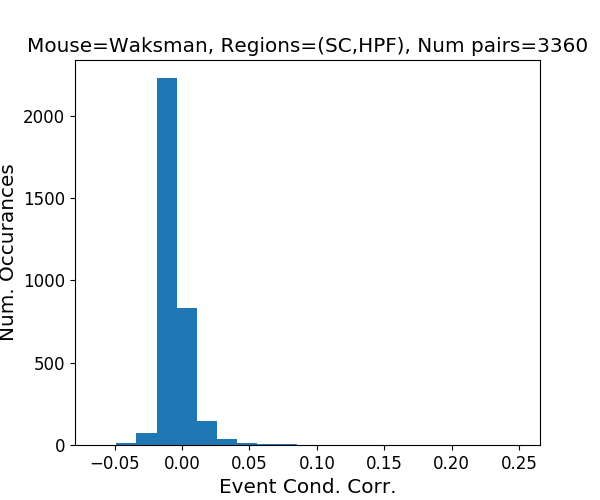 Mouse=Waksman, Regions=(SC,HPF), Num pairs=3360
Num. Occurances
2000
1500
1000
500
0
−0.05 0.00 0.05 0.10 0.15 0.20 0.25
Event Cond. Corr.